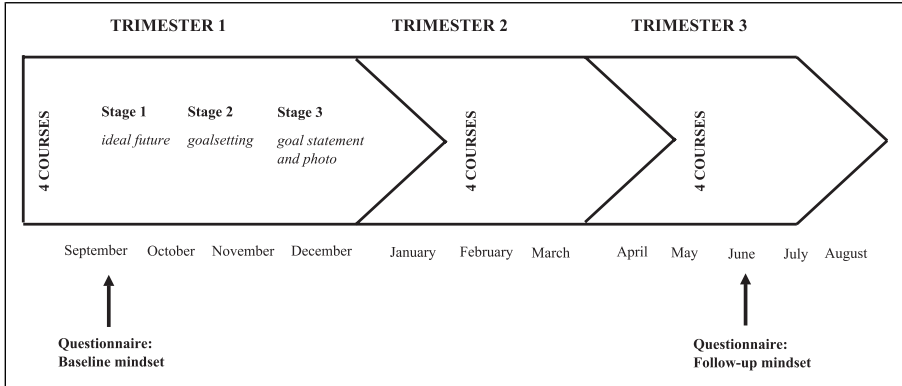 TRIMESTER 1 TRIMESTER 2 TRIMESTER 3
4 COURSES
Stage 1 Stage 2 Stage 3
ideal future goalsetting goal statement
and photo
4 COURSES
4 COURSES
September October November December January February March April May June July August
Questionnaire:
Baseline mindset
Questionnaire:
Follow-up mindset